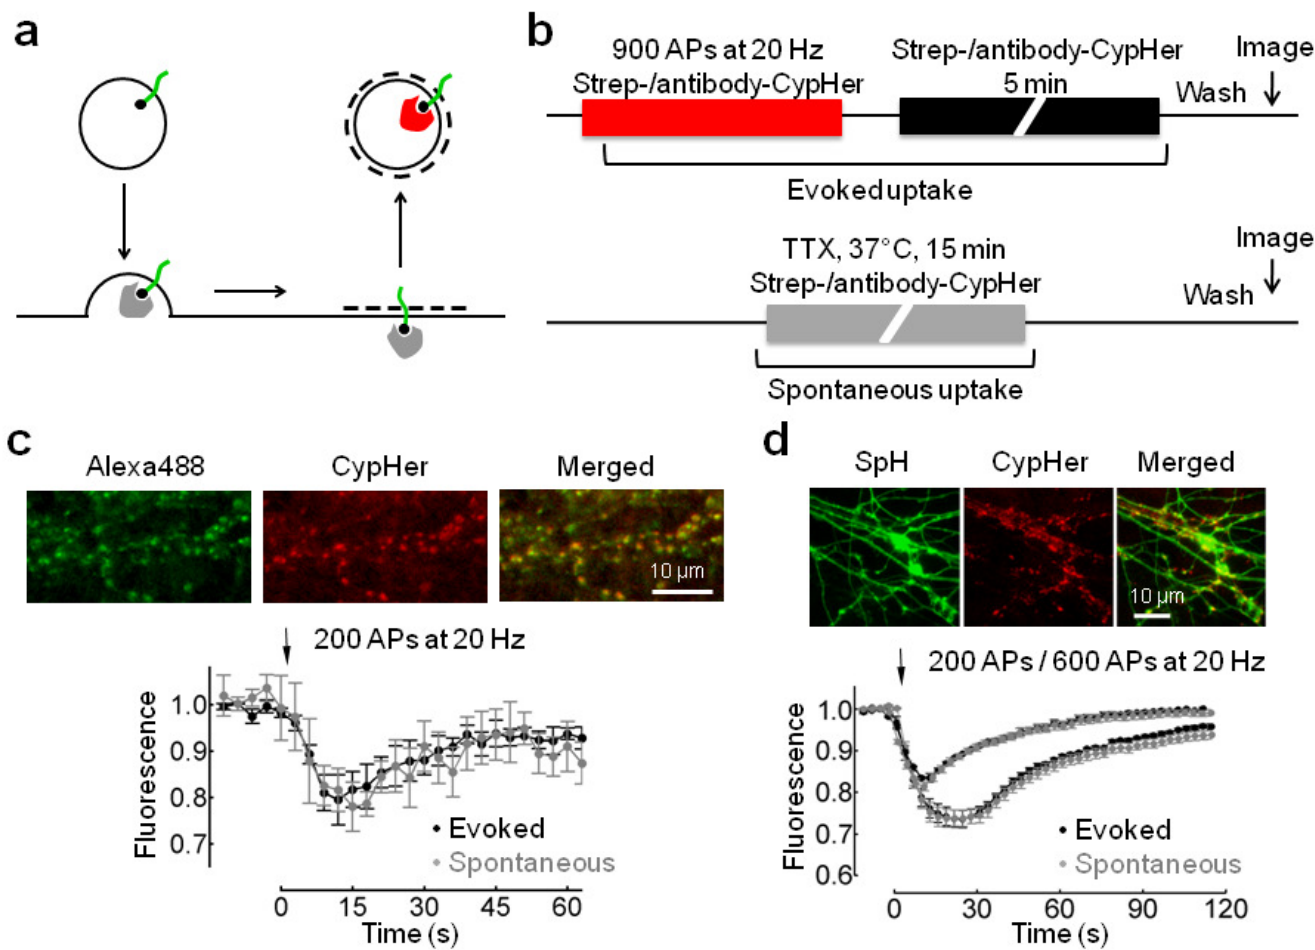 a
b
900 APs at 20 Hz
Strep-/antibody-CypHer
Strep-/antibody-CypHer
5 min
Wash
Image
Evoked uptake
TTX, 37°C, 15 min
Strep-/antibody-CypHer
Wash
Image
Spontaneous uptake
c
Alexa488
CypHer
Merged
10 µm
200 APs at 20 Hz
Fluorescence
1.0
0.9
0.8
0.7
Evoked
Spontaneous
0 15 30 45 60
Time (s)
d
SpH
CypHer
Merged
10 µm
200 APs / 600 APs at 20 Hz
Fluorescence
1.0
0.9
0.8
0.7
0.6
Evoked
Spontaneous
0 30 60 90 120
Time (s)